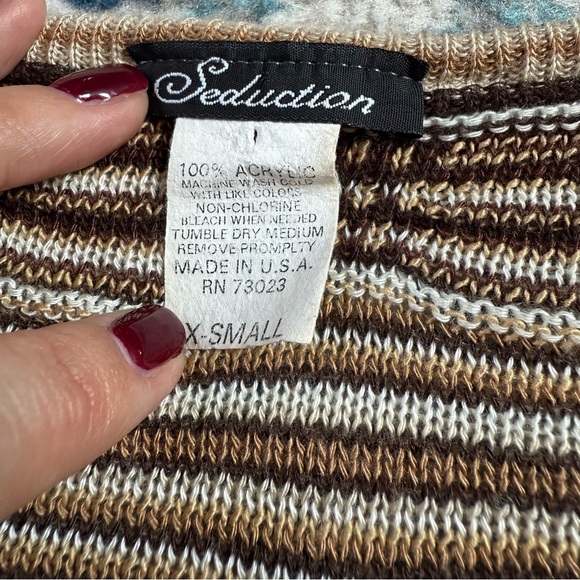 Seduction
100% ACRYLIC
MACHINE WASH COLD
WITH LIKE COLORS
NON-CHLORINE
BLEACH WHEN NEEDED
TUMBLE DRY MEDIUM
REMOVE PROMPLTY
MADE IN U.S.A.
RN 73023
X-SMALL